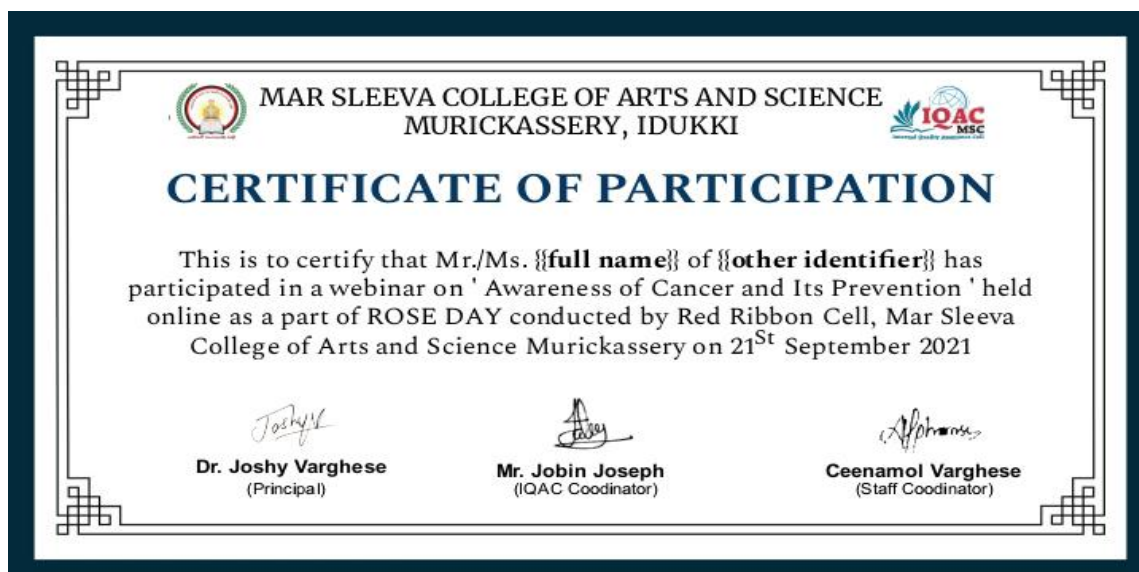 MAR SLEEVA COLLEGE OF ARTS AND SCIENCE
MURICKASSERY, IDUKKI
IQAC
MSC
CERTIFICATE OF PARTICIPATION
This is to certify that Mr./Ms. {{full name}} of {{other identifier}} has
participated in a webinar on ' Awareness of Cancer and Its Prevention ' held
online as a part of ROSE DAY conducted by Red Ribbon Cell, Mar Sleeva
College of Arts and Science Murickassery on 21St September 2021
Dr. Joshy Varghese
(Principal)
Mr. Jobin Joseph
(IQAC Coodinator)
Ceenamol Varghese
(Staff Coodinator)